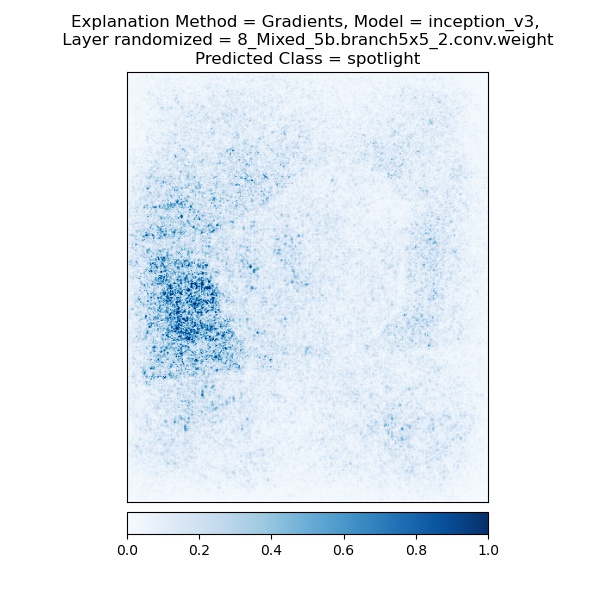 Explanation Method = Gradients, Model = inception_v3,
Layer randomized = 8_Mixed_5b.branch5x5_2.conv.weight
Predicted Class = spotlight
0.0 0.2 0.4 0.6 0.8 1.0